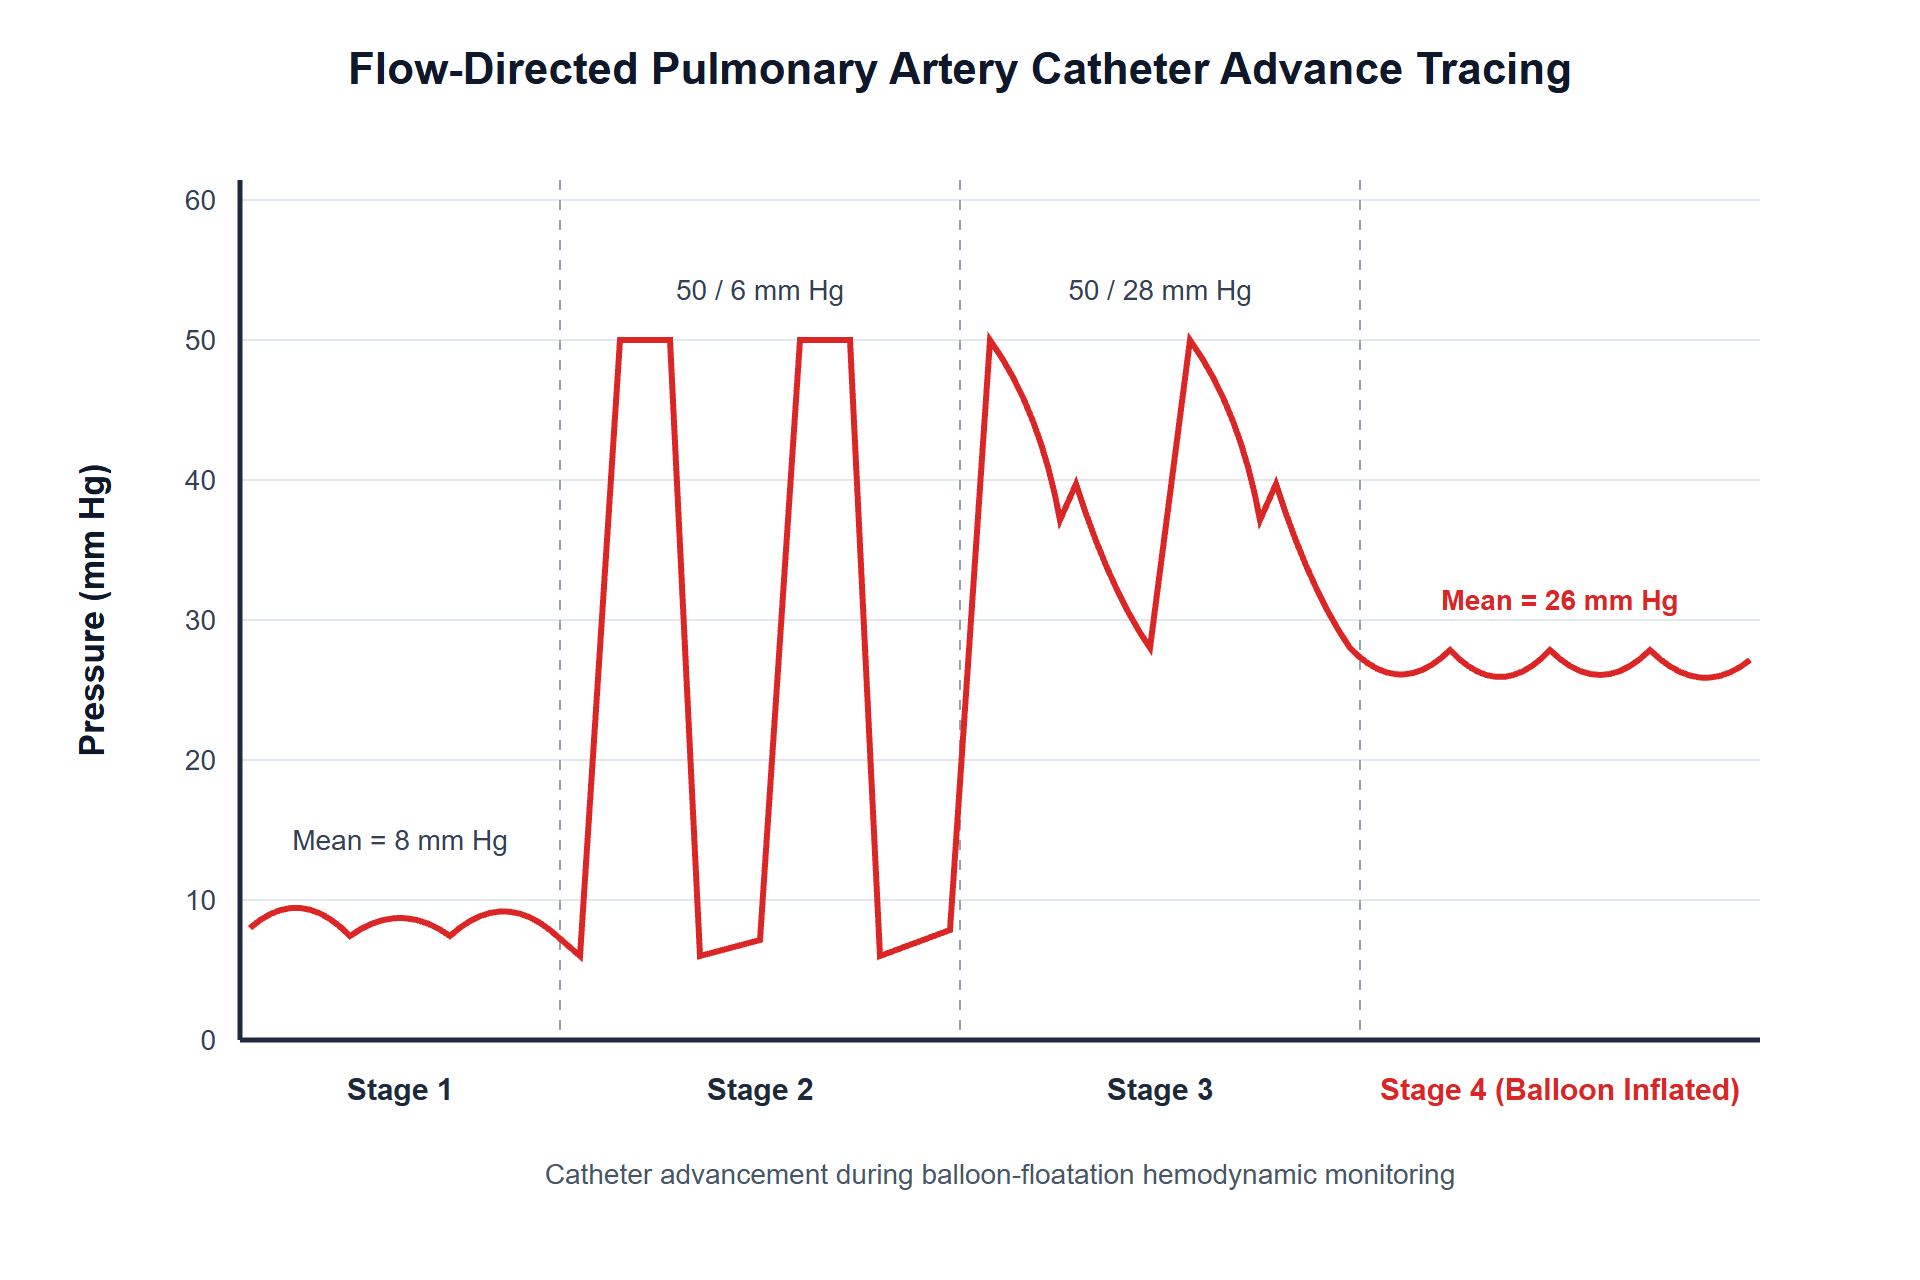 Flow-Directed Pulmonary Artery Catheter Advance Tracing
Pressure (mm Hg)
60
50
40
30
20
10
0
Mean = 8 mm Hg
50 / 6 mm Hg
50 / 28 mm Hg
Mean = 26 mm Hg
Stage 1
Stage 2
Stage 3
Stage 4 (Balloon Inflated)
Catheter advancement during balloon-floatation hemodynamic monitoring